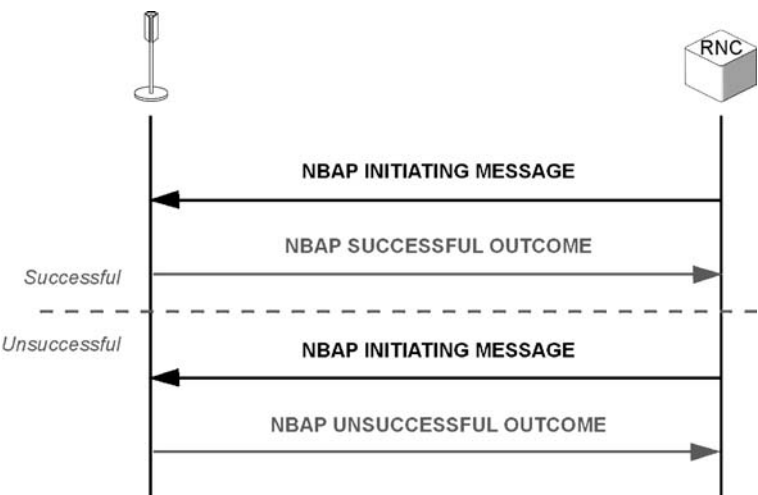 RNC
NBAP INITIATING MESSAGE
NBAP SUCCESSFUL OUTCOME
Successful
Unsuccessful
NBAP INITIATING MESSAGE
NBAP UNSUCCESSFUL OUTCOME